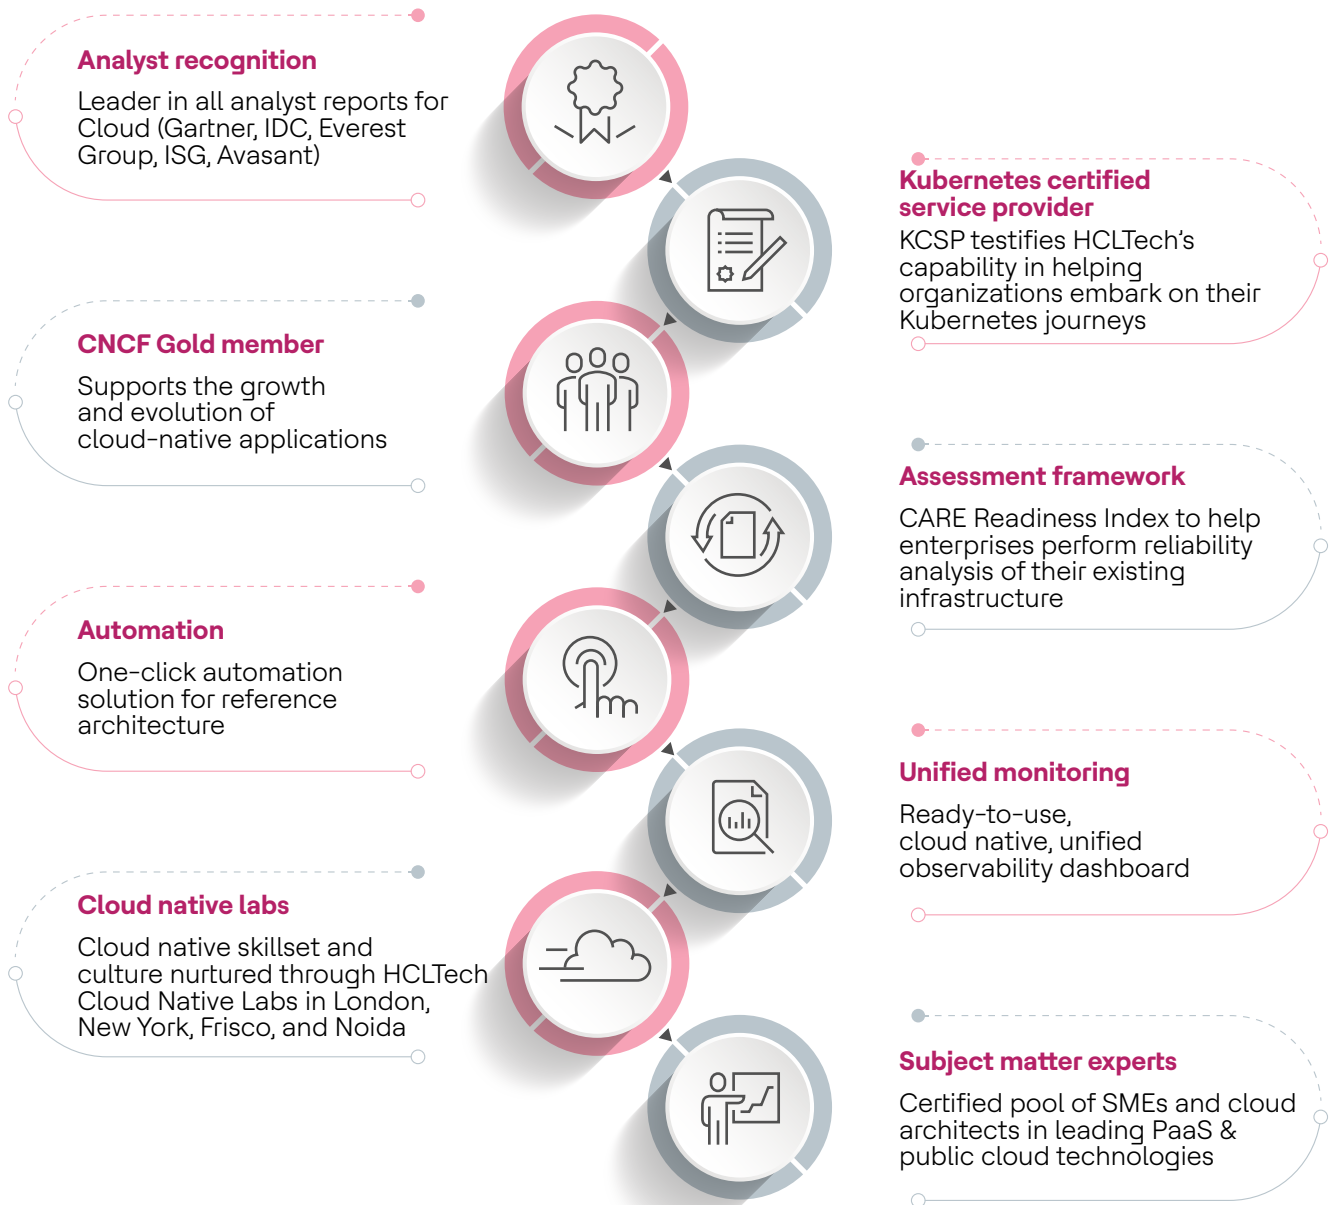 Analyst recognition
Leader in all analyst reports for
Cloud (Gartner, IDC, Everest
Group, ISG, Avasant)
Kubernetes certified
service provider
KCSP testifies HCLTech's
capability in helping
organizations embark on their
Kubernetes journeys
CNCF Gold member
Supports the growth
and evolution of
cloud-native applications
Assessment framework
CARE Readiness Index to help
enterprises perform reliability
analysis of their existing
infrastructure
Automation
One-click automation
solution for reference
architecture
Unified monitoring
Ready-to-use,
cloud native, unified
observability dashboard
Cloud native labs
Cloud native skillset and
culture nurtured through HCLTech
Cloud Native Labs in London,
New York, Frisco, and Noida
Subject matter experts
Certified pool of SMEs and cloud
architects in leading PaaS &
public cloud technologies